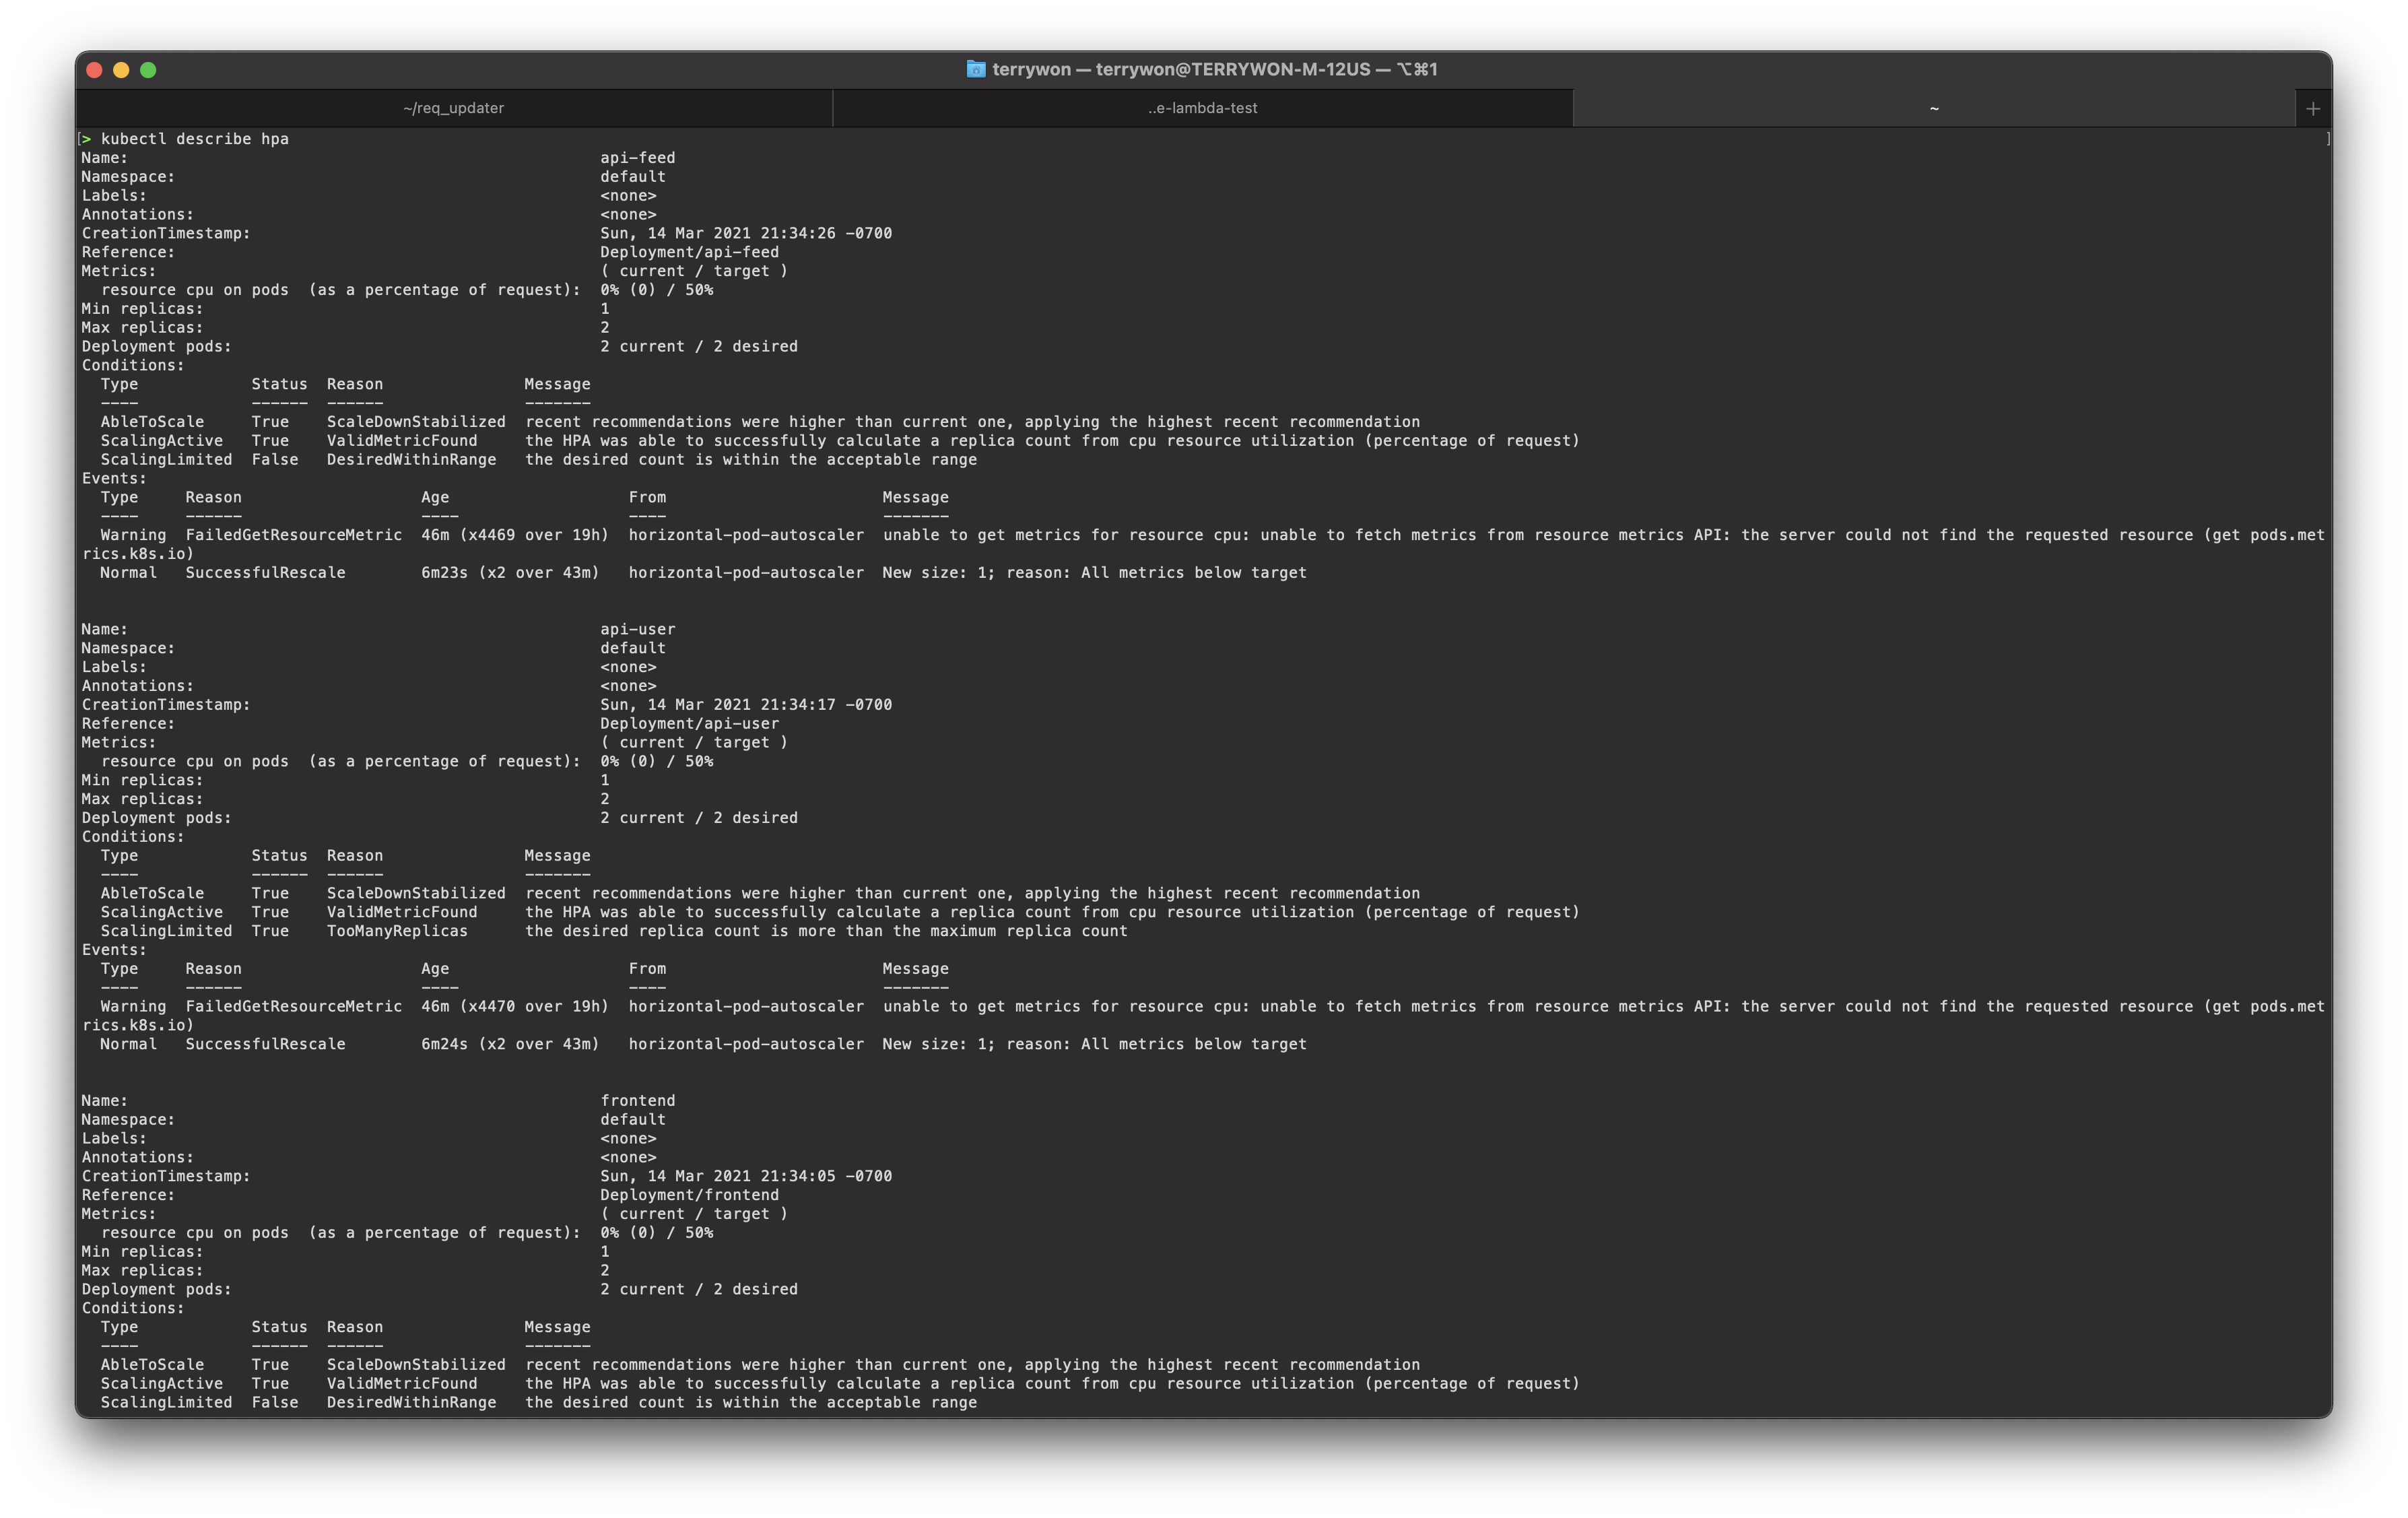 terrywon — terrywon@TERRYWON-M-12US — ⌥⌘1
~/req_updater ..e-lambda-test ~ +
[> kubectl describe hpa ]
Name: api-feed
Namespace: default
Labels: <none>
Annotations: <none>
CreationTimestamp: Sun, 14 Mar 2021 21:34:26 -0700
Reference: Deployment/api-feed
Metrics: ( current / target )
  resource cpu on pods  (as a percentage of request):  0% (0) / 50%
Min replicas: 1
Max replicas: 2
Deployment pods: 2 current / 2 desired
Conditions:
  Type            Status  Reason               Message
  ----            ------  ------               -------
  AbleToScale     True    ScaleDownStabilized  recent recommendations were higher than current one, applying the highest recent recommendation
  ScalingActive   True    ValidMetricFound     the HPA was able to successfully calculate a replica count from cpu resource utilization (percentage of request)
  ScalingLimited  False   DesiredWithinRange   the desired count is within the acceptable range
Events:
  Type     Reason                   Age                   From                       Message
  ----     ------                   ----                  ----                       -------
  Warning  FailedGetResourceMetric  46m (x4469 over 19h)  horizontal-pod-autoscaler  unable to get metrics for resource cpu: unable to fetch metrics from resource metrics API: the server could not find the requested resource (get pods.met
rics.k8s.io)
  Normal   SuccessfulRescale        6m23s (x2 over 43m)   horizontal-pod-autoscaler  New size: 1; reason: All metrics below target
Name: api-user
Namespace: default
Labels: <none>
Annotations: <none>
CreationTimestamp: Sun, 14 Mar 2021 21:34:17 -0700
Reference: Deployment/api-user
Metrics: ( current / target )
  resource cpu on pods  (as a percentage of request):  0% (0) / 50%
Min replicas: 1
Max replicas: 2
Deployment pods: 2 current / 2 desired
Conditions:
  Type            Status  Reason               Message
  ----            ------  ------               -------
  AbleToScale     True    ScaleDownStabilized  recent recommendations were higher than current one, applying the highest recent recommendation
  ScalingActive   True    ValidMetricFound     the HPA was able to successfully calculate a replica count from cpu resource utilization (percentage of request)
  ScalingLimited  True    TooManyReplicas      the desired replica count is more than the maximum replica count
Events:
  Type     Reason                   Age                   From                       Message
  ----     ------                   ----                  ----                       -------
  Warning  FailedGetResourceMetric  46m (x4470 over 19h)  horizontal-pod-autoscaler  unable to get metrics for resource cpu: unable to fetch metrics from resource metrics API: the server could not find the requested resource (get pods.met
rics.k8s.io)
  Normal   SuccessfulRescale        6m24s (x2 over 43m)   horizontal-pod-autoscaler  New size: 1; reason: All metrics below target
Name: frontend
Namespace: default
Labels: <none>
Annotations: <none>
CreationTimestamp: Sun, 14 Mar 2021 21:34:05 -0700
Reference: Deployment/frontend
Metrics: ( current / target )
  resource cpu on pods  (as a percentage of request):  0% (0) / 50%
Min replicas: 1
Max replicas: 2
Deployment pods: 2 current / 2 desired
Conditions:
  Type            Status  Reason               Message
  ----            ------  ------               -------
  AbleToScale     True    ScaleDownStabilized  recent recommendations were higher than current one, applying the highest recent recommendation
  ScalingActive   True    ValidMetricFound     the HPA was able to successfully calculate a replica count from cpu resource utilization (percentage of request)
  ScalingLimited  False   DesiredWithinRange   the desired count is within the acceptable range